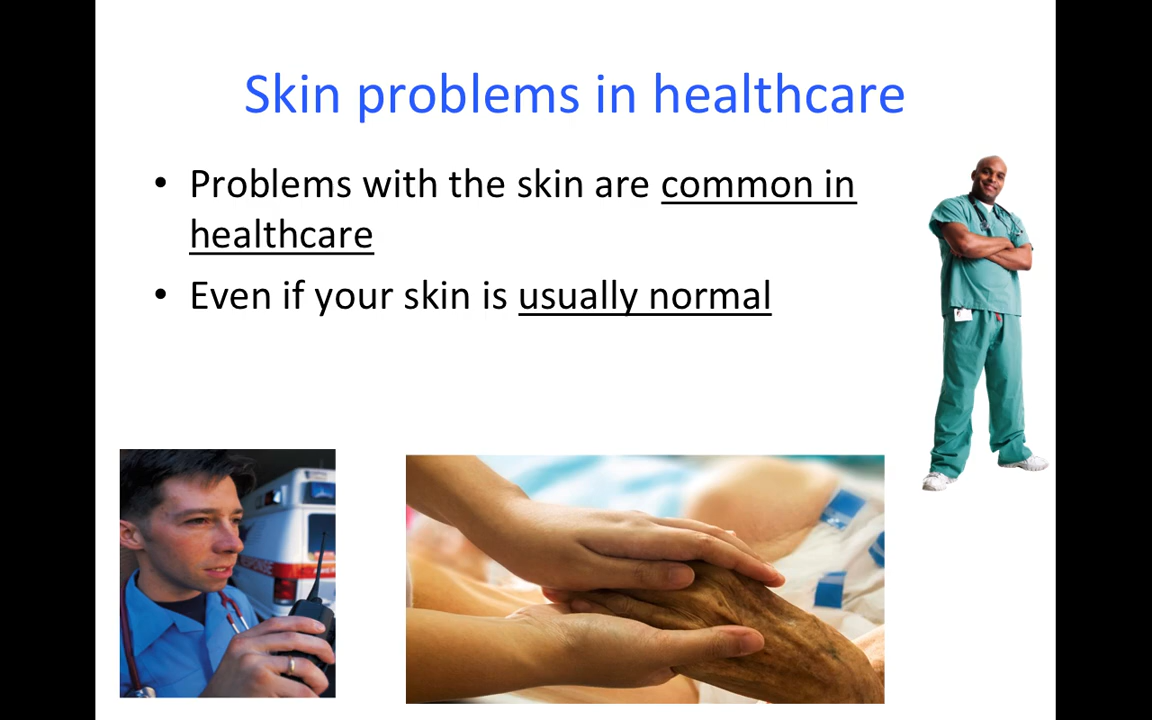 Skin problems in healthcare
• Problems with the skin are common in
healthcare
• Even if your skin is usually normal